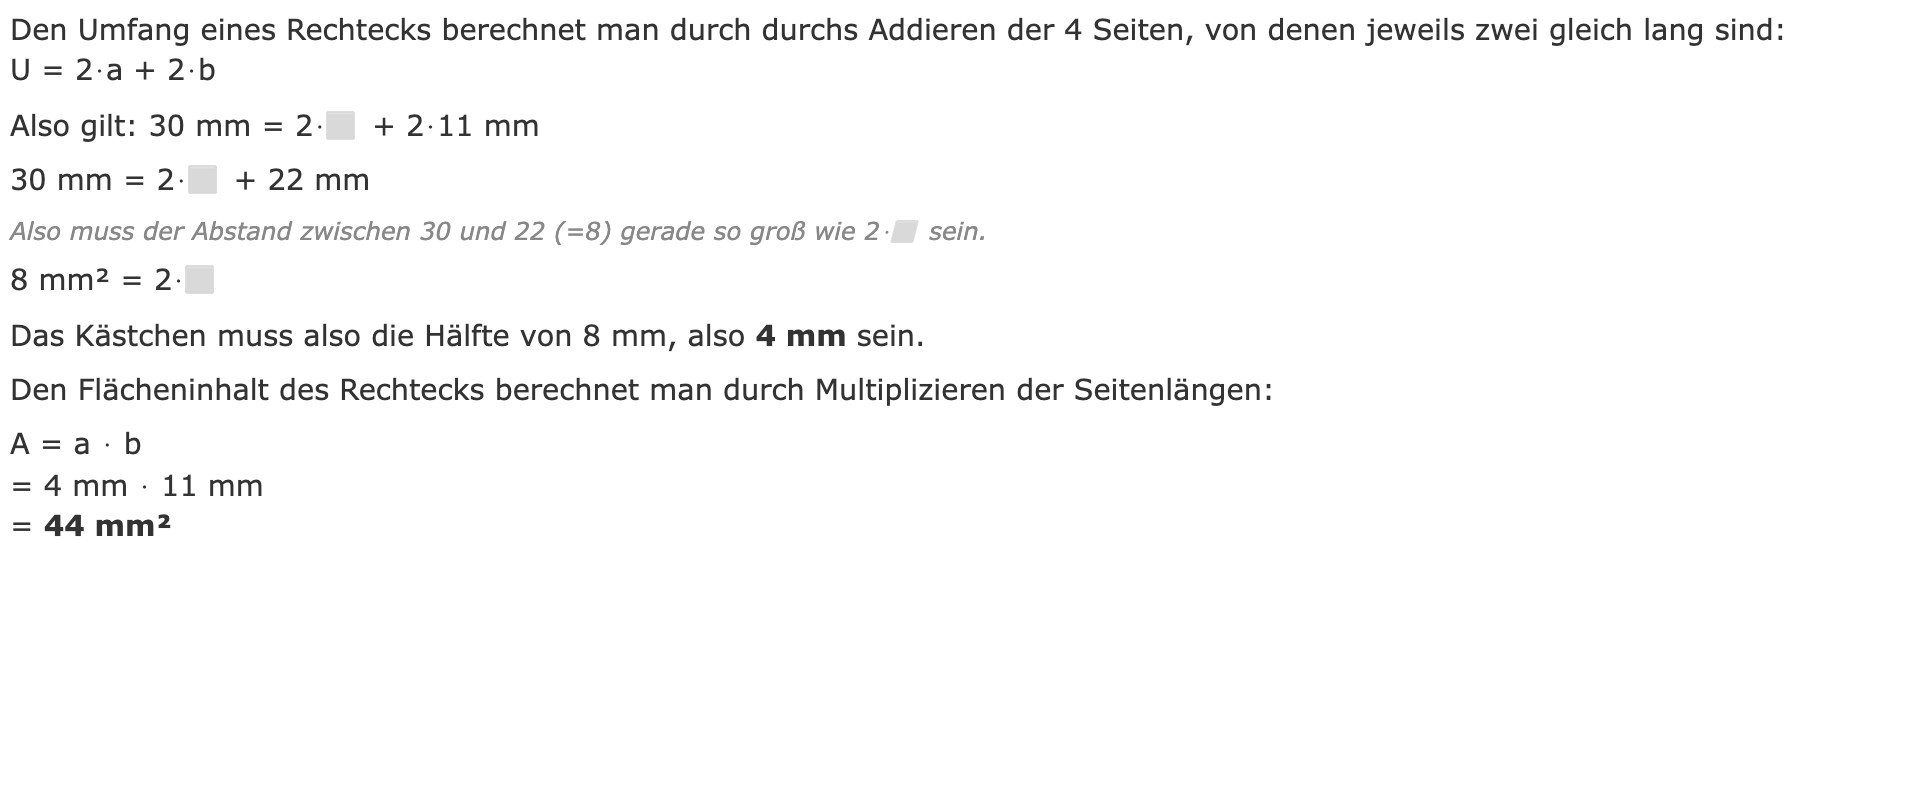 Den Umfang eines Rechtecks berechnet man durch durchs Addieren der 4 Seiten, von denen jeweils zwei gleich lang sind:
U = 2⋅a + 2⋅b
Also gilt: 30 mm = 2⋅⬜ + 2⋅11 mm
30 mm = 2⋅⬜ + 22 mm
Also muss der Abstand zwischen 30 und 22 (=8) gerade so groß wie 2⋅⬜ sein.
8 mm² = 2⋅⬜
Das Kästchen muss also die Hälfte von 8 mm, also 4 mm sein.
Den Flächeninhalt des Rechtecks berechnet man durch Multiplizieren der Seitenlängen:
A = a ⋅ b
= 4 mm ⋅ 11 mm
= 44 mm²